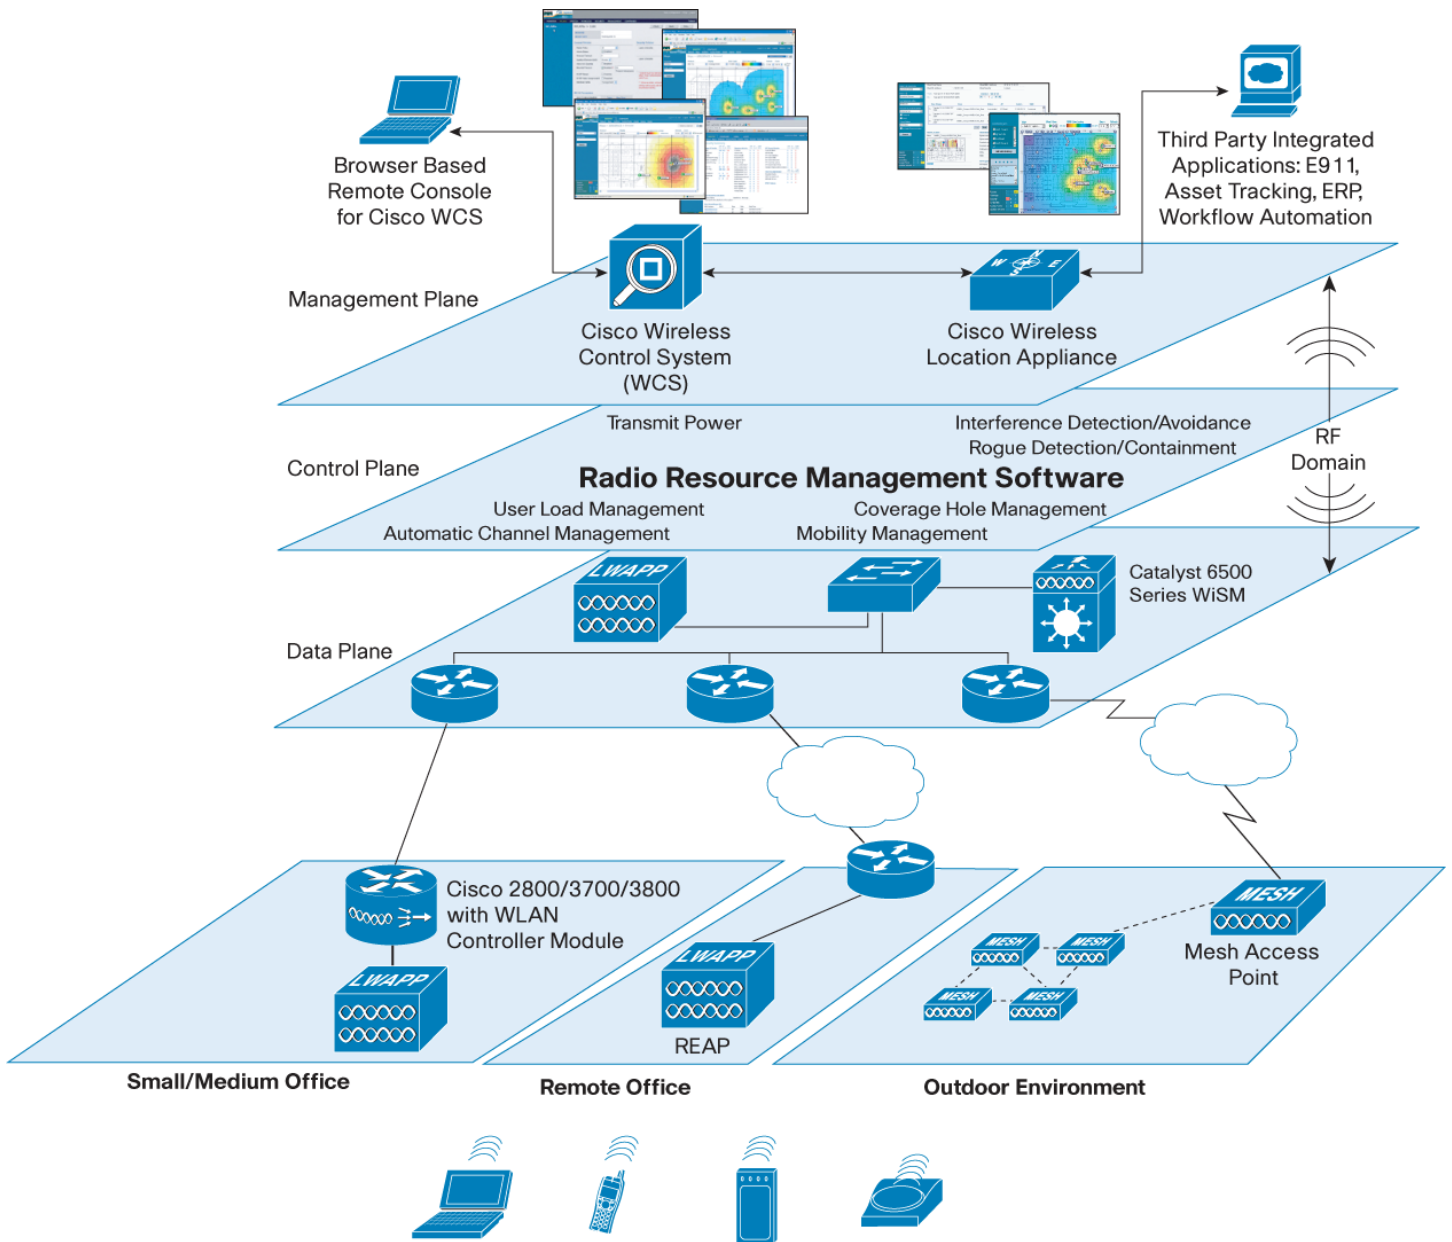 Browser Based
Remote Console
for Cisco WCS
Third Party Integrated
Applications: E911,
Asset Tracking, ERP,
Workflow Automation
Management Plane
W N
S E
Cisco Wireless
Control System
(WCS)
Cisco Wireless
Location Appliance
Transmit Power
Interference Detection/Avoidance
Rogue Detection/Containment
Control Plane
Radio Resource Management Software
User Load Management
Coverage Hole Management
Automatic Channel Management
Mobility Management
RF
Domain
LWAPP
Catalyst 6500
Series WiSM
Data Plane
Cisco 2800/3700/3800
with WLAN
Controller Module
LWAPP
LWAPP
REAP
MESH
MESH
MESH
MESH
MESH
Mesh Access
Point
Small/Medium Office
Remote Office
Outdoor Environment